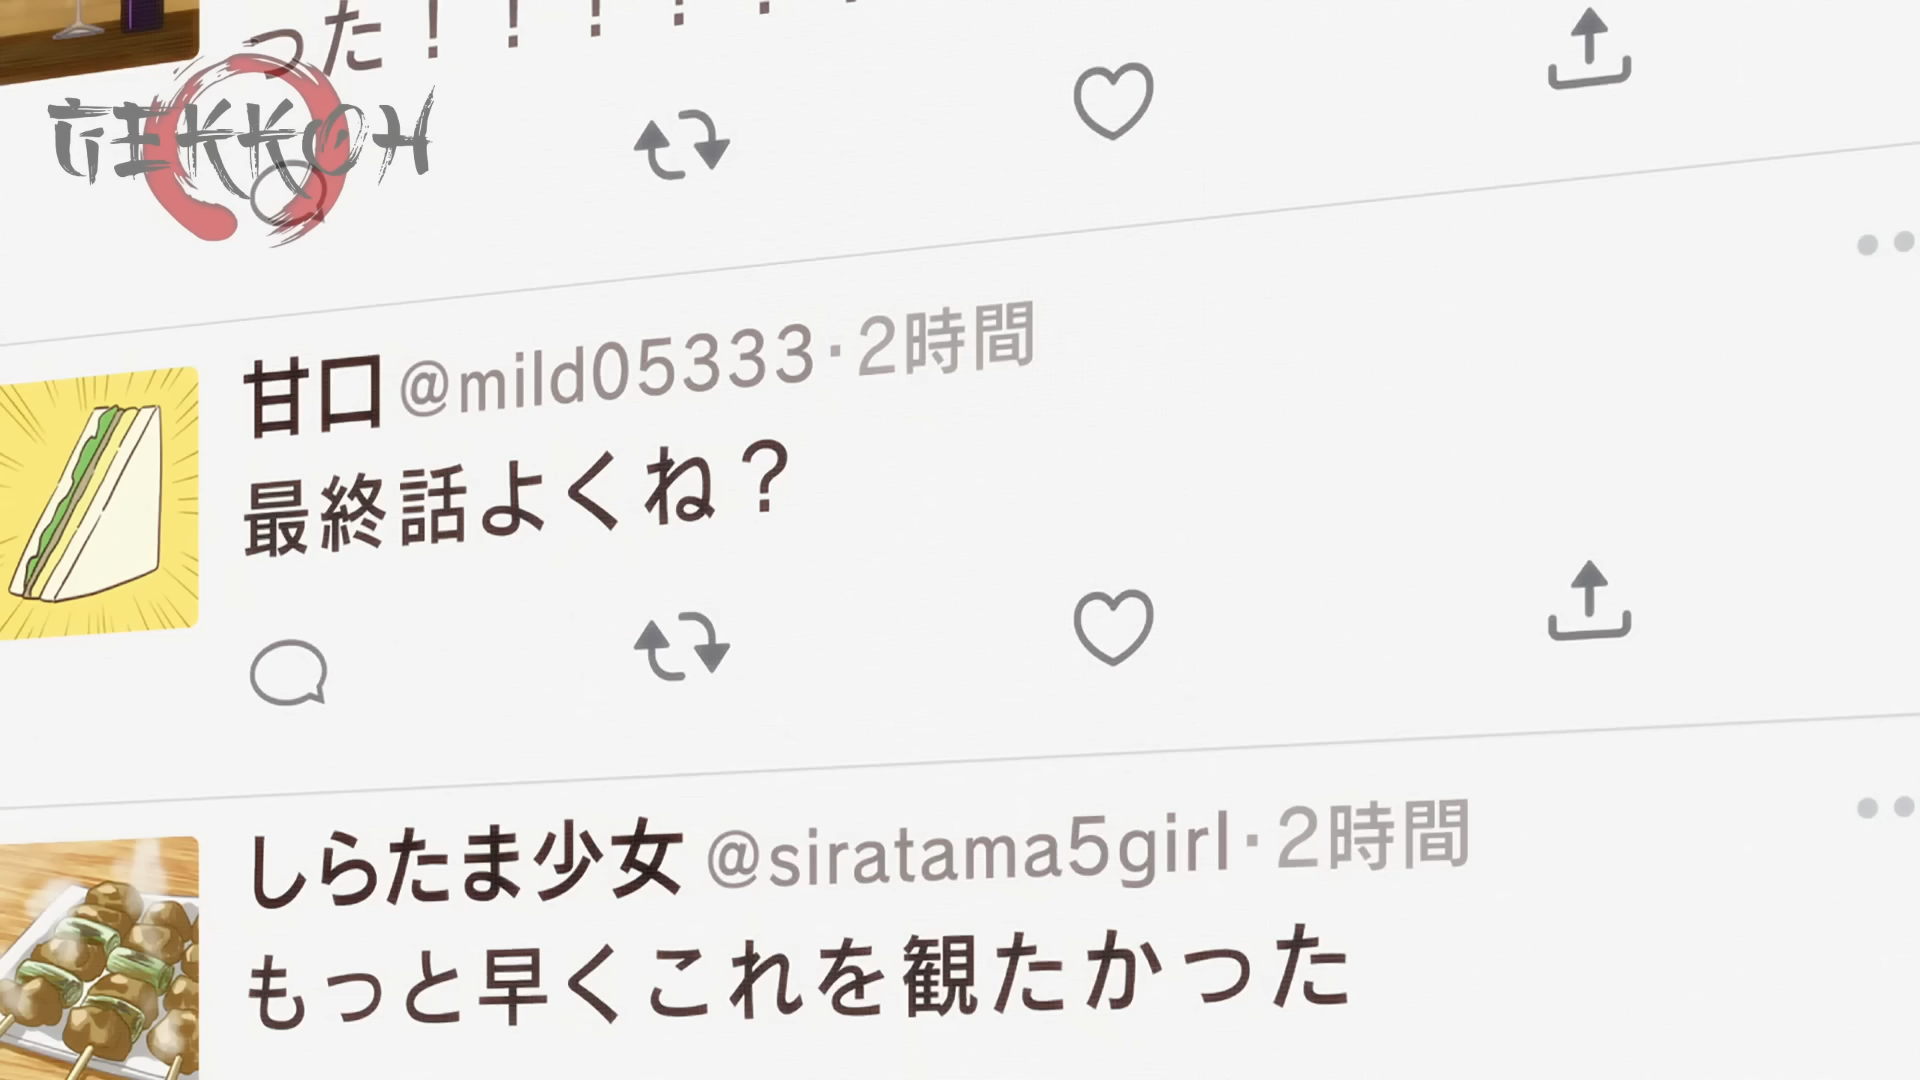 った！！！！！！
GEKKOH
甘口 @mild05333・2時間
最終話よくね？
しらたま少女 @siratama5girl・2時間
もっと早くこれを観たかった